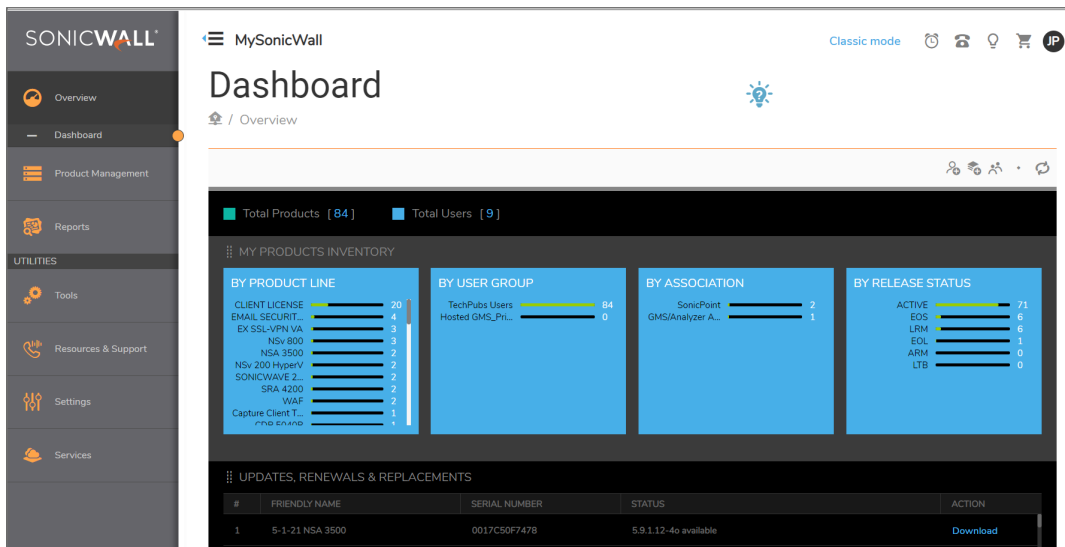 SONICWALL®
MySonicWall
Classic mode
JP
Dashboard
/ Overview
Overview
Dashboard
Product Management
Reports
UTILITIES
Tools
Resources & Support
Settings
Services
Total Products [ 84 ] Total Users [ 9 ]
MY PRODUCTS INVENTORY
BY PRODUCT LINE
CLIENT LICENSE 20
EMAIL SECURIT... 4
EX SSL-VPN VA 3
NSv 800 3
NSA 3500 2
NSv 200 HyperV 2
SONICWAVE 2... 2
SRA 4200 2
WAF 2
Capture Client T... 1
CDP 5040B 1
BY USER GROUP
TechPubs Users 84
Hosted GMS_Pri... 0
BY ASSOCIATION
SonicPoint 2
GMS/Analyzer A... 1
BY RELEASE STATUS
ACTIVE 71
EOS 6
LRM 6
EOL 1
ARM 0
LTB 0
UPDATES, RENEWALS & REPLACEMENTS
# FRIENDLY NAME SERIAL NUMBER STATUS ACTION
1 5-1-21 NSA 3500 0017C50F7478 5.9.1.12-4o available Download